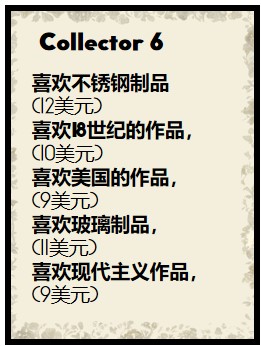 Collector 6
喜欢不锈钢制品
(12美元)
喜欢18世纪的作品，
(10美元)
喜欢美国的作品，
(9美元)
喜欢玻璃制品，
(11美元)
喜欢现代主义作品，
(9美元)